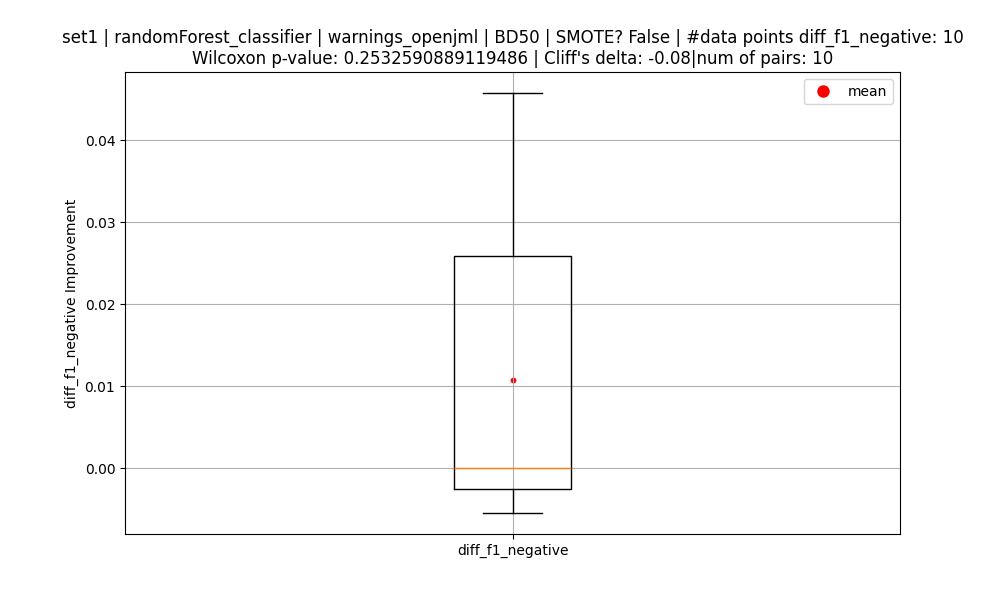 set1 | randomForest_classifier | warnings_openjml | BD50 | SMOTE? False | #data points diff_f1_negative: 10
Wilcoxon p-value: 0.2532590889119486 | Cliff's delta: -0.08|num of pairs: 10
mean
0.04
0.03
0.02
0.01
0.00
diff_f1_negative Improvement
diff_f1_negative